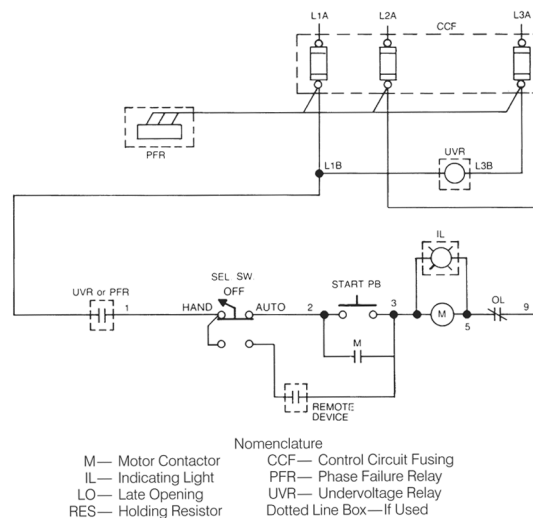 L1A L2A L3A
CCF
PFR
L1B UVR L3B
IL
SEL SW.
OFF
UVR or PFR
1 HAND AUTO 2 START PB 3 M 5 OL 9
M
REMOTE
DEVICE
Nomenclature
M— Motor Contactor CCF— Control Circuit Fusing
IL— Indicating Light PFR— Phase Failure Relay
LO— Late Opening UVR— Undervoltage Relay
RES— Holding Resistor Dotted Line Box—If Used